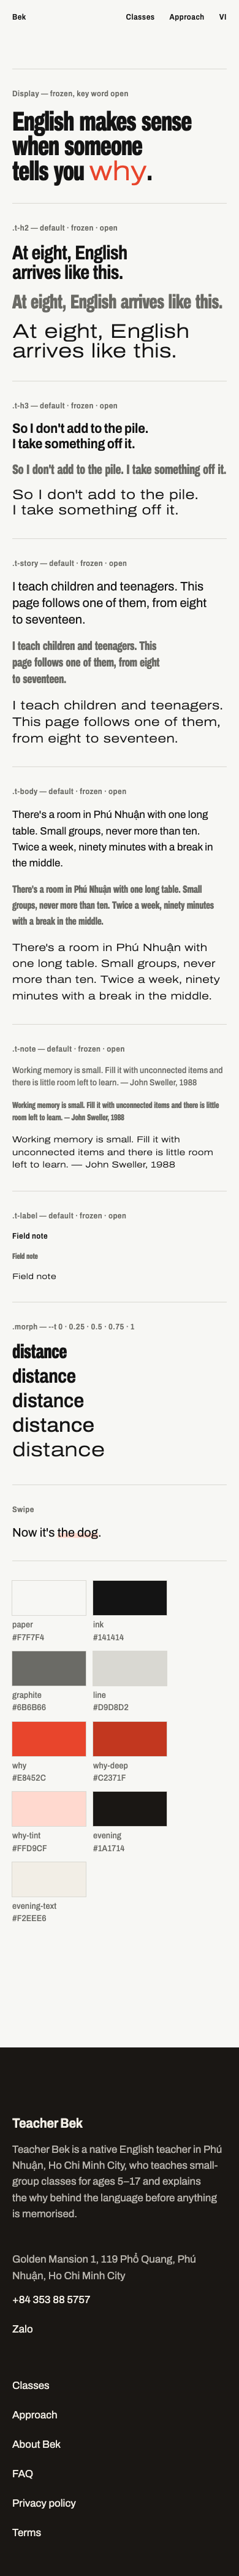 Bek Classes Approach VI
Display — frozen, key word open
English makes sense
when someone
tells you why.
.t-h2 — default · frozen · open
At eight, English
arrives like this.
At eight, English arrives like this.
At eight, English
arrives like this.
.t-h3 — default · frozen · open
So I don't add to the pile.
I take something off it.
So I don't add to the pile. I take something off it.
So I don't add to the pile.
I take something off it.
.t-story — default · frozen · open
I teach children and teenagers. This
page follows one of them, from eight
to seventeen.
I teach children and teenagers. This
page follows one of them, from eight
to seventeen.
I teach children and teenagers.
This page follows one of them,
from eight to seventeen.
.t-body — default · frozen · open
There's a room in Phú Nhuận with one long
table. Small groups, never more than ten.
Twice a week, ninety minutes with a break in
the middle.
There's a room in Phú Nhuận with one long table. Small
groups, never more than ten. Twice a week, ninety minutes
with a break in the middle.
There's a room in Phú Nhuận with
one long table. Small groups, never
more than ten. Twice a week, ninety
minutes with a break in the middle.
.t-note — default · frozen · open
Working memory is small. Fill it with unconnected items and
there is little room left to learn. — John Sweller, 1988
Working memory is small. Fill it with unconnected items and there is little
room left to learn. — John Sweller, 1988
Working memory is small. Fill it with
unconnected items and there is little room
left to learn. — John Sweller, 1988
.t-label — default · frozen · open
Field note
Field note
Field note
.morph — --t 0 · 0.25 · 0.5 · 0.75 · 1
distance
distance
distance
distance
distance
Swipe
Now it's the dog.
paper ink
#F7F7F4 #141414
graphite line
#6B6B66 #D9D8D2
why why-deep
#E8452C #C2371F
why-tint evening
#FFD9CF #1A1714
evening-text
#F2EEE6
Teacher Bek
Teacher Bek is a native English teacher in Phú
Nhuận, Ho Chi Minh City, who teaches small-
group classes for ages 5–17 and explains
the why behind the language before anything
is memorised.
Golden Mansion 1, 119 Phổ Quang, Phú
Nhuận, Ho Chi Minh City
+84 353 88 5757
Zalo
Classes
Approach
About Bek
FAQ
Privacy policy
Terms